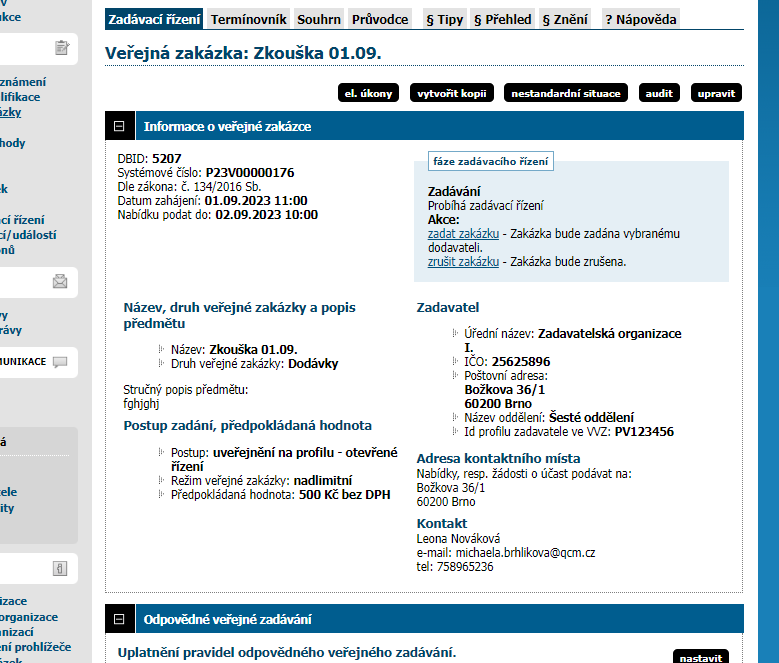 ukce
známení
lifikace
ázky
hody
ek
cí řízení
cí/událostí
onů
vy
rávy
MUNIKACE
á
ele
ity
izace
organizace
anizací
ení prohlížeče
Zadávací řízení Termínovník Souhrn Průvodce § Tipy § Přehled § Znění ? Nápověda
Veřejná zakázka: Zkouška 01.09.
el. úkony vytvořit kopii nestandardní situace audit upravit
Informace o veřejné zakázce
DBID: 5207
Systémové číslo: P23V00000176
Dle zákona: č. 134/2016 Sb.
Datum zahájení: 01.09.2023 11:00
Nabídku podat do: 02.09.2023 10:00
fáze zadávacího řízení
Zadávání
Probíhá zadávací řízení
Akce:
zadat zakázku - Zakázka bude zadána vybranému
dodavateli.
zrušit zakázku - Zakázka bude zrušena.
Název, druh veřejné zakázky a popis
předmětu
Název: Zkouška 01.09.
Druh veřejné zakázky: Dodávky
Stručný popis předmětu:
fghjghj
Postup zadání, předpokládaná hodnota
Postup: uveřejnění na profilu - otevřené
řízení
Režim veřejné zakázky: nadlimitní
Předpokládaná hodnota: 500 Kč bez DPH
Zadavatel
Úřední název: Zadavatelská organizace
I.
IČO: 25625896
Poštovní adresa:
Božkova 36/1
60200 Brno
Název oddělení: Šesté oddělení
Id profilu zadavatele ve VVZ: PV123456
Adresa kontaktního místa
Nabídky, resp. žádosti o účast podávat na:
Božkova 36/1
60200 Brno
Kontakt
Leona Nováková
e-mail: michaela.brhlikova@qcm.cz
tel: 758965236
Odpovědné veřejné zadávání
Uplatnění pravidel odpovědného veřejného zadávání.
nastavit